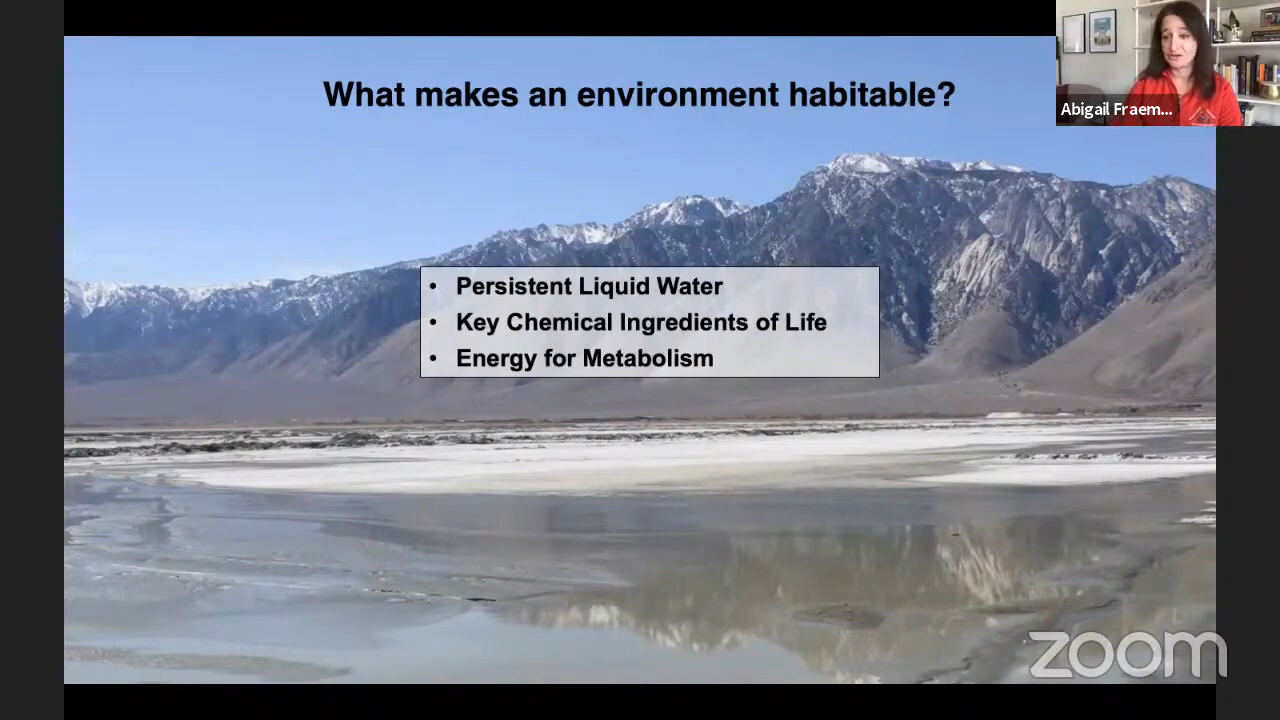 What makes an environment habitable?
Abigail Fraem...
• Persistent Liquid Water
• Key Chemical Ingredients of Life
• Energy for Metabolism
zoom